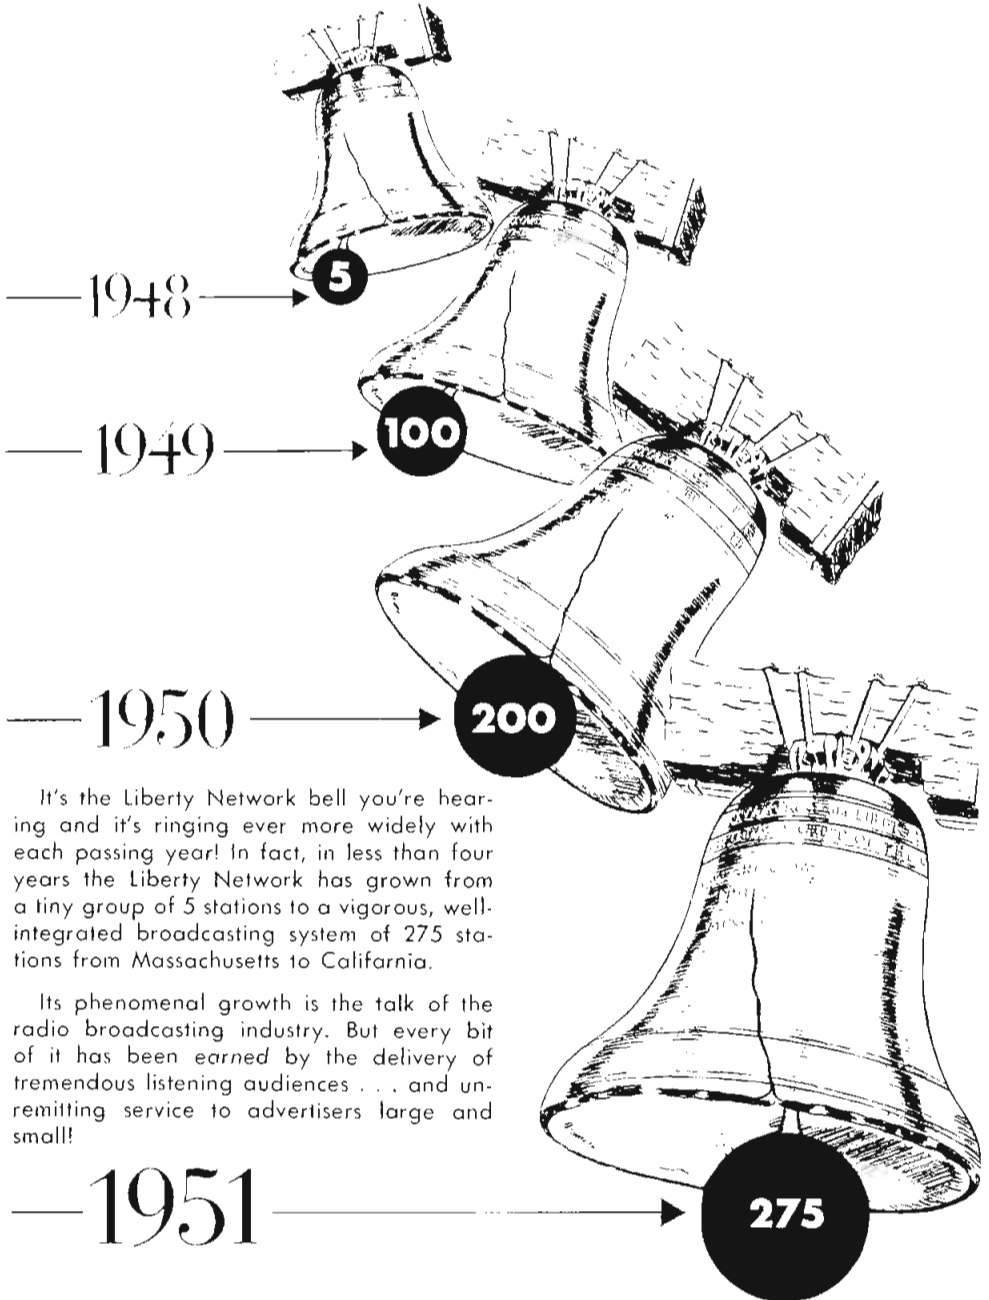 5
1948
100
1949
200
1950
It's the Liberty Network bell you're hear-
ing and it's ringing ever more widely with
each passing year! In fact, in less than four
years the Liberty Network has grown from
a tiny group of 5 stations to a vigorous, well-
integrated broadcasting system of 275 sta-
tions from Massachusetts to California.
Its phenomenal growth is the talk of the
radio broadcasting industry. But every bit
of it has been earned by the delivery of
tremendous listening audiences . . . and un-
remitting service to advertisers large and
small!
1951
275